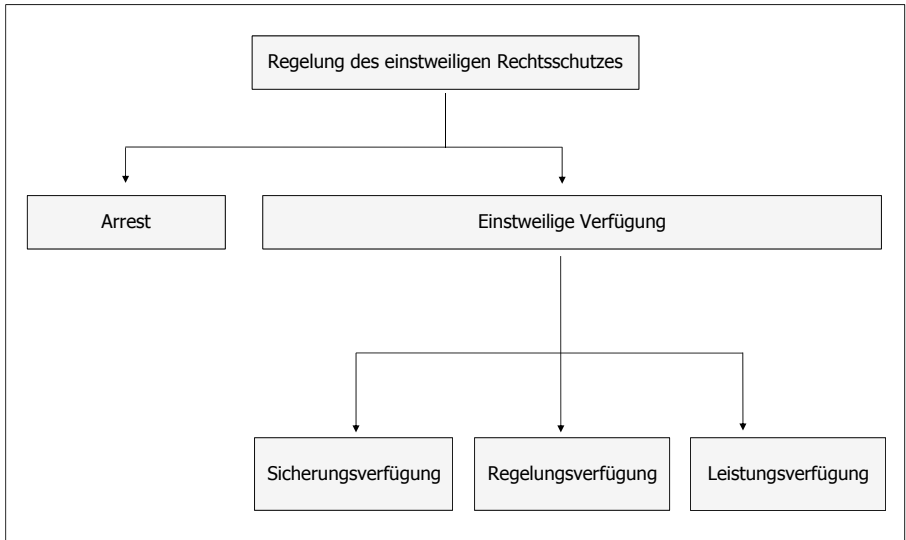 Regelung des einstweiligen Rechtsschutzes
Arrest
Einstweilige Verfügung
Sicherungsverfügung
Regelungsverfügung
Leistungsverfügung